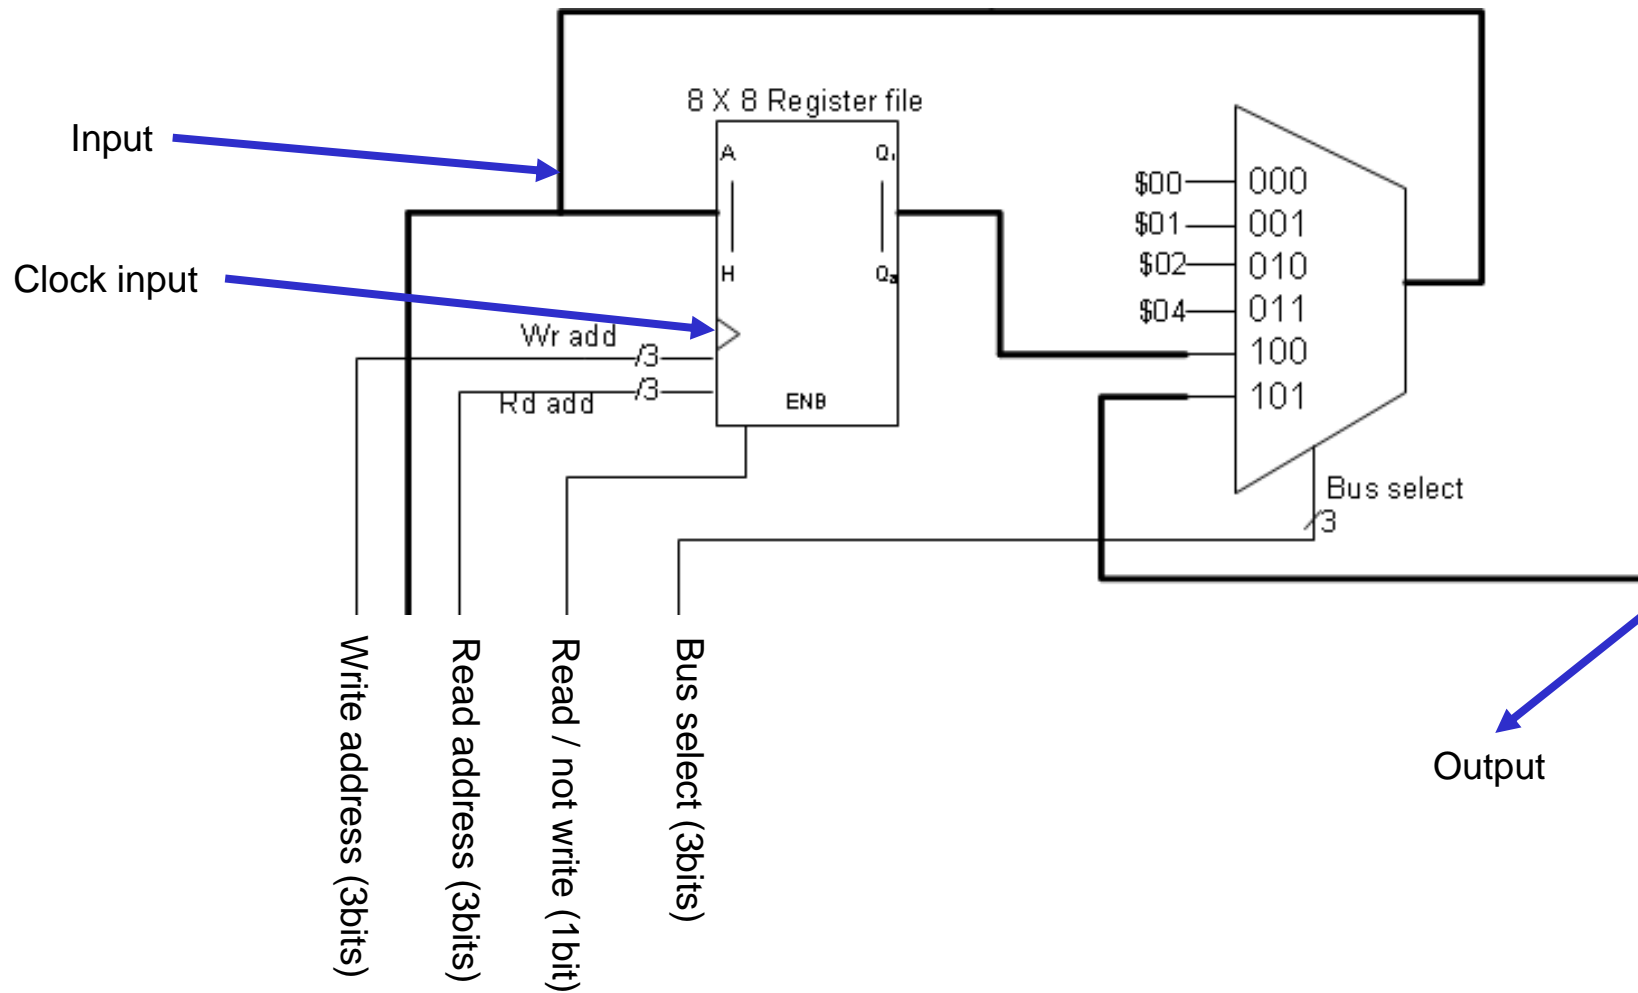 8 X 8 Register file
Input
A
Q₁
$00
000
$01
001
Clock input
H
Q₈
$02
010
$04
011
Wr add
/3
100
Rd add
/3
ENB
101
Bus select
3
Write address (3bits)
Read address (3bits)
Read / not write (1bit)
Bus select (3bits)
Output